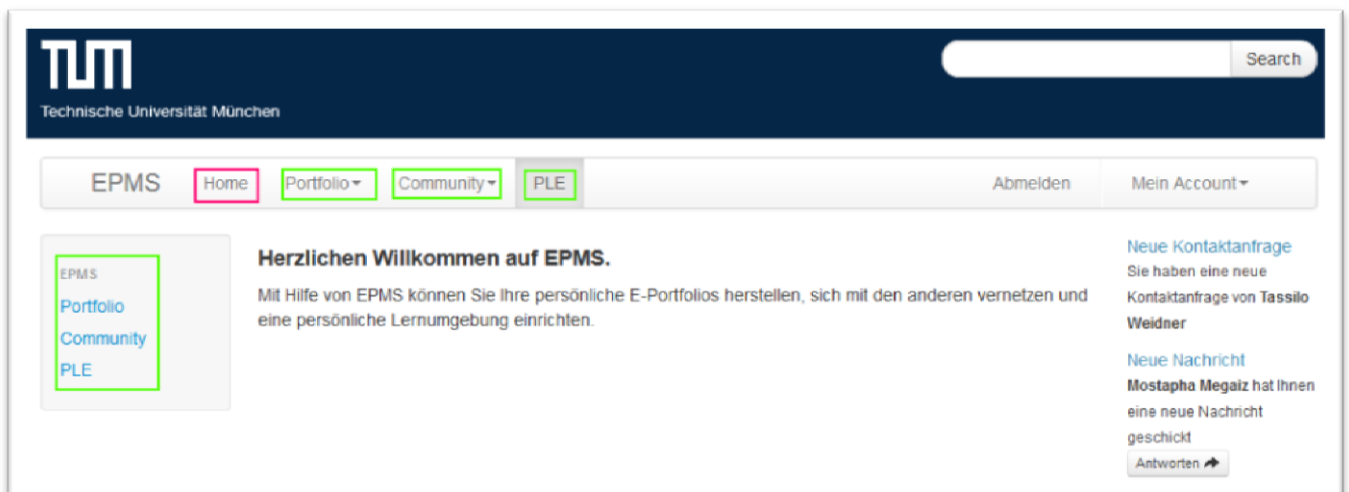 TUM
Search
Technische Universität München
EPMS Home Portfolio Community PLE Abmelden Mein Account
EPMS
Portfolio
Community
PLE
Herzlichen Willkommen auf EPMS.
Mit Hilfe von EPMS können Sie Ihre persönliche E-Portfolios herstellen, sich mit den anderen vernetzen und
eine persönliche Lernumgebung einrichten.
Neue Kontaktanfrage
Sie haben eine neue
Kontaktanfrage von Tassilo
Weidner
Neue Nachricht
Mostapha Megaiz hat Ihnen
eine neue Nachricht
geschickt
Antworten